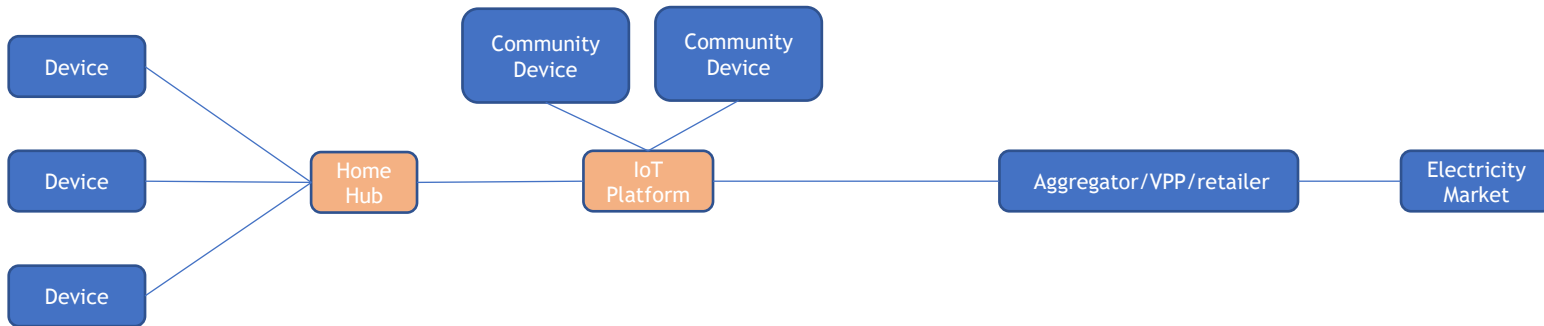 Community
Device
Community
Device
Device
Device
Home
Hub
IoT
Platform
Aggregator/VPP/retailer
Electricity
Market
Device